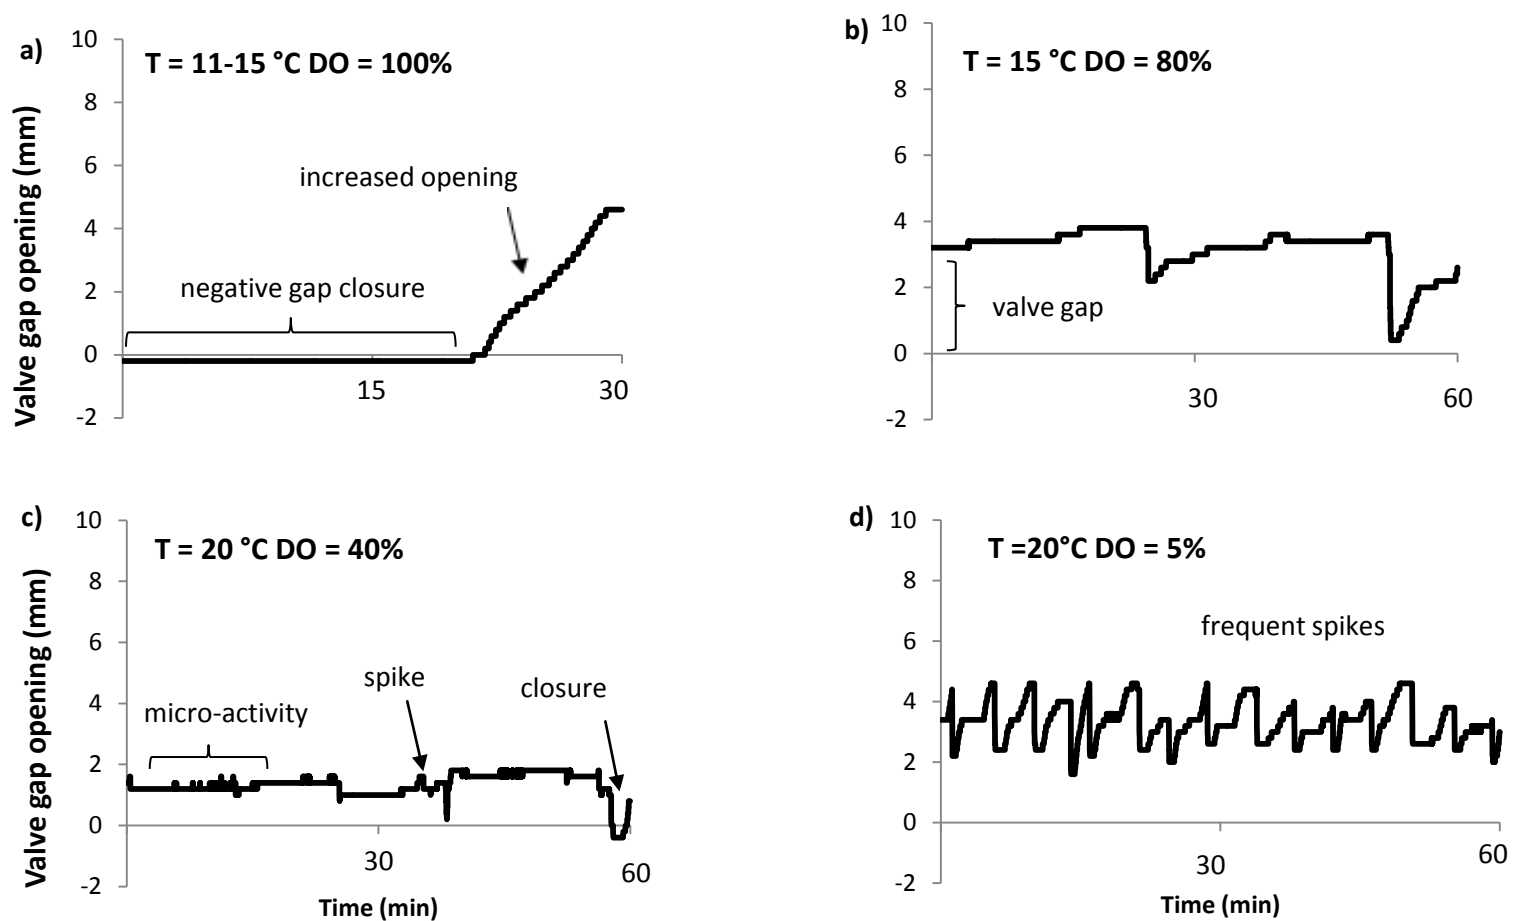 a)
T = 11-15 °C DO = 100%
Valve gap opening (mm)
10
8
6
4
2
0
-2
increased opening
negative gap closure
15
30
b)
T = 15 °C DO = 80%
10
8
6
4
2
0
-2
valve gap
30
60
c)
T = 20 °C DO = 40%
Valve gap opening (mm)
10
8
6
4
2
0
-2
micro-activity
spike
closure
30
60
Time (min)
d)
T =20°C DO = 5%
10
8
6
4
2
0
-2
frequent spikes
30
60
Time (min)